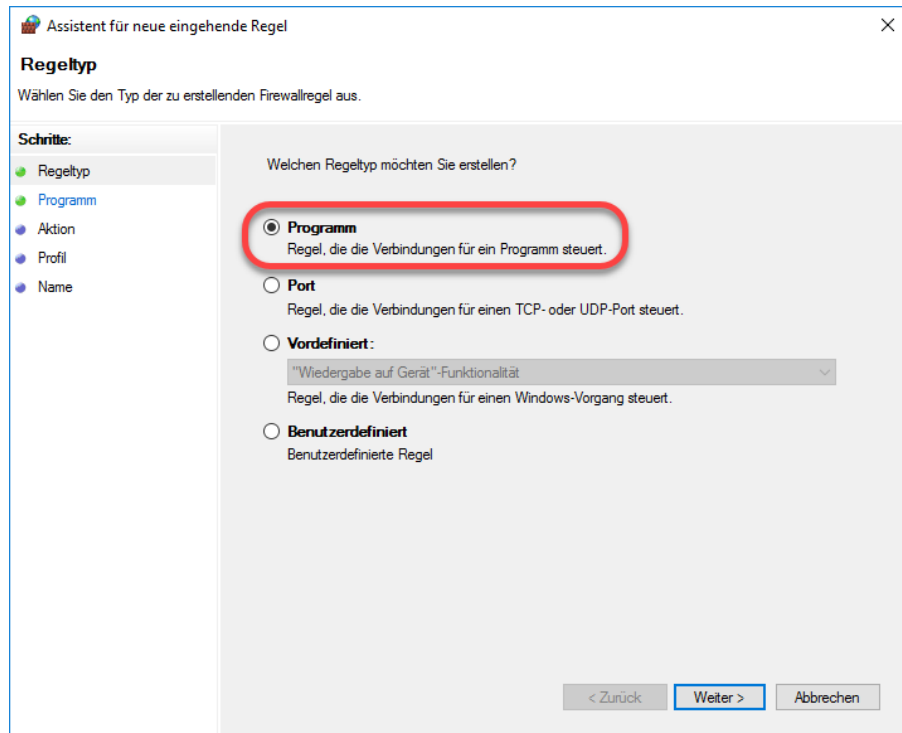 Assistent für neue eingehende Regel
Regeltyp
Wählen Sie den Typ der zu erstellenden Firewallregel aus.
Schritte:
Regeltyp
Programm
Aktion
Profil
Name
Welchen Regeltyp möchten Sie erstellen?
Programm
Regel, die die Verbindungen für ein Programm steuert.
Port
Regel, die die Verbindungen für einen TCP- oder UDP-Port steuert.
Vordefiniert:
"Wiedergabe auf Gerät"-Funktionalität
Regel, die die Verbindungen für einen Windows-Vorgang steuert.
Benutzerdefiniert
Benutzerdefinierte Regel
< Zurück Weiter > Abbrechen